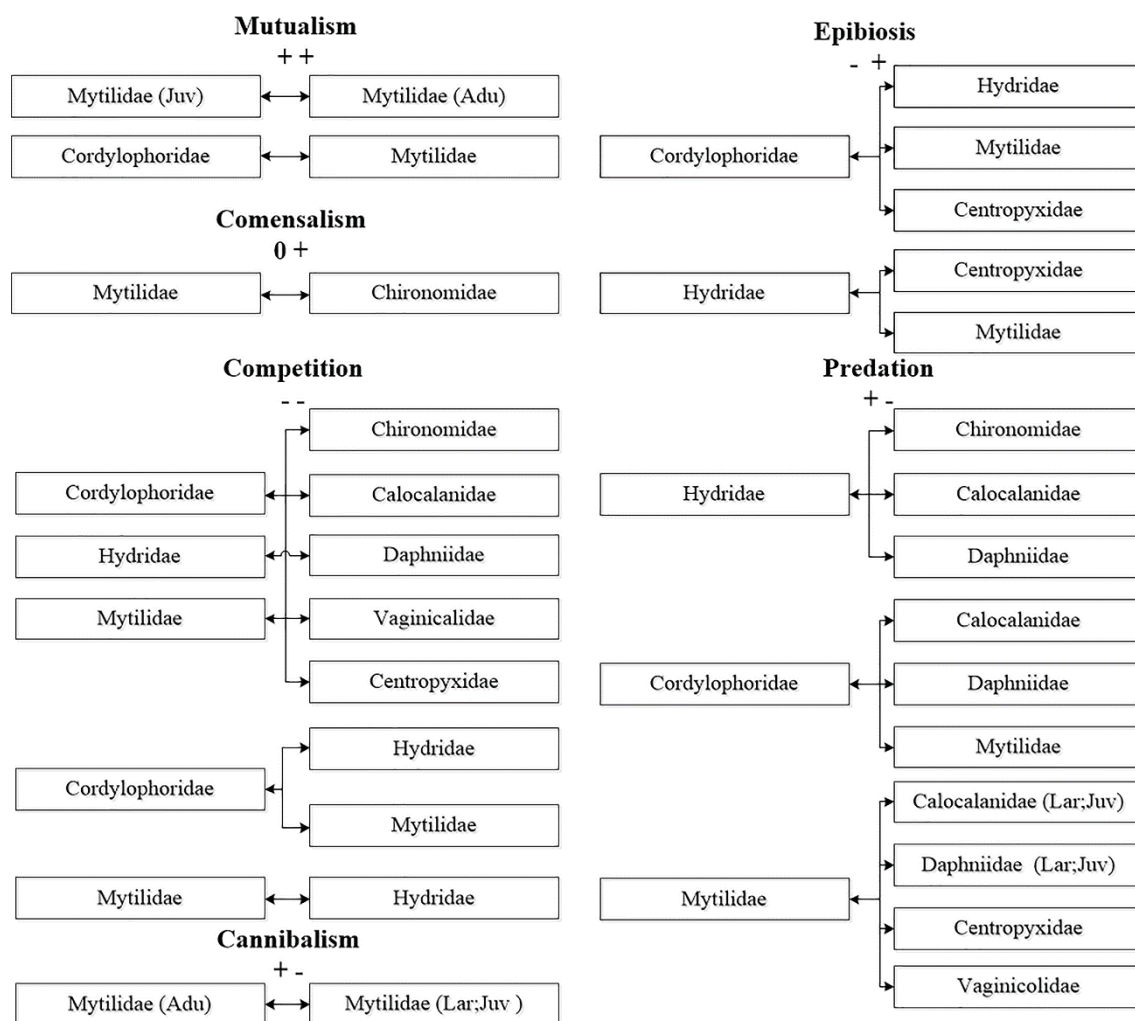 Mutualism
+ +
Mytilidae (Juv)
Mytilidae (Adu)
Cordylophoridae
Mytilidae
Comensalism
0 +
Mytilidae
Chironomidae
Competition
- -
Cordylophoridae
Hydridae
Mytilidae
Chironomidae
Calocalanidae
Daphniidae
Vaginicalidae
Centropyxidae
Cordylophoridae
Hydridae
Mytilidae
Mytilidae
Hydridae
Cannibalism
+ -
Mytilidae (Adu)
Mytilidae (Lar;Juv )
Epibiosis
- +
Cordylophoridae
Hydridae
Mytilidae
Centropyxidae
Hydridae
Centropyxidae
Mytilidae
Predation
+ -
Hydridae
Chironomidae
Calocalanidae
Daphniidae
Cordylophoridae
Calocalanidae
Daphniidae
Mytilidae
Mytilidae
Calocalanidae (Lar;Juv)
Daphniidae (Lar;Juv)
Centropyxidae
Vaginicolidae